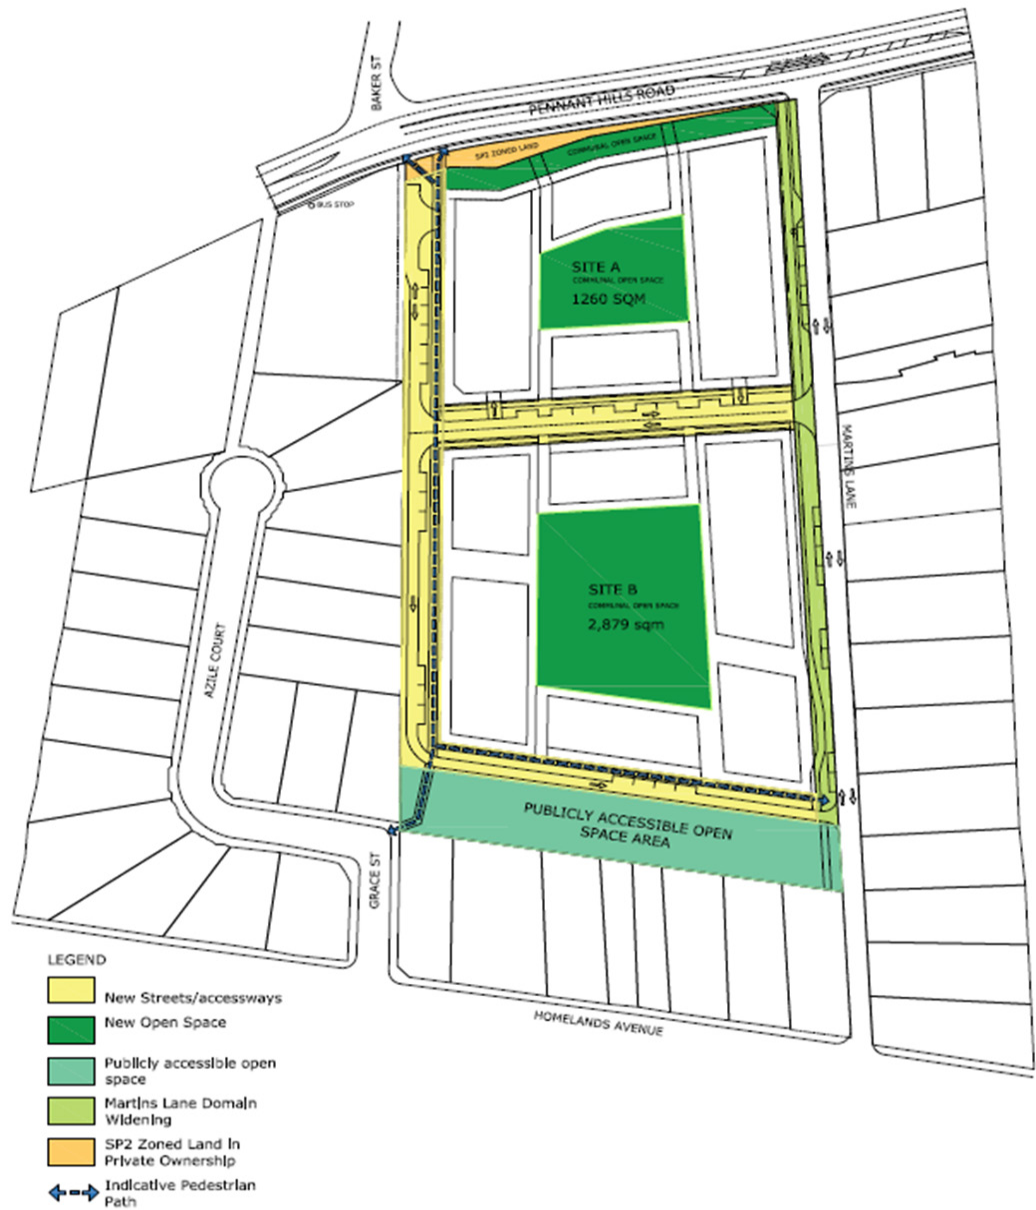 BAKER ST
PENNANT HILLS ROAD
SP2 ZONED LAND
COMMUNAL OPEN SPACE
BUS STOP
SITE A
COMMUNAL OPEN SPACE
1260 SQM
MARTINS LANE
SITE B
COMMUNAL OPEN SPACE
2,879 sqm
AZILE COURT
PUBLICLY ACCESSIBLE OPEN
SPACE AREA
GRACE ST
HOMELANDS AVENUE
LEGEND
New Streets/accessways
New Open Space
Publicly accessible open
space
Martins Lane Domain
Widening
SP2 Zoned Land in
Private Ownership
Indicative Pedestrian
Path